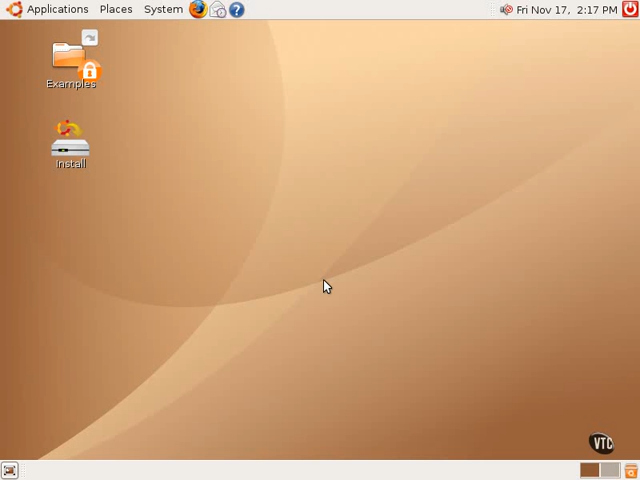 Applications Places System Fri Nov 17, 2:17 PM
Examples
Install
VTC